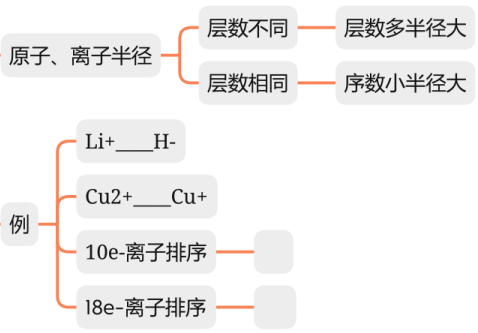 原子、离子半径
层数不同
层数多半径大
层数相同
序数小半径大
例
Li+____H-
Cu2+____Cu+
10e-离子排序
18e-离子排序